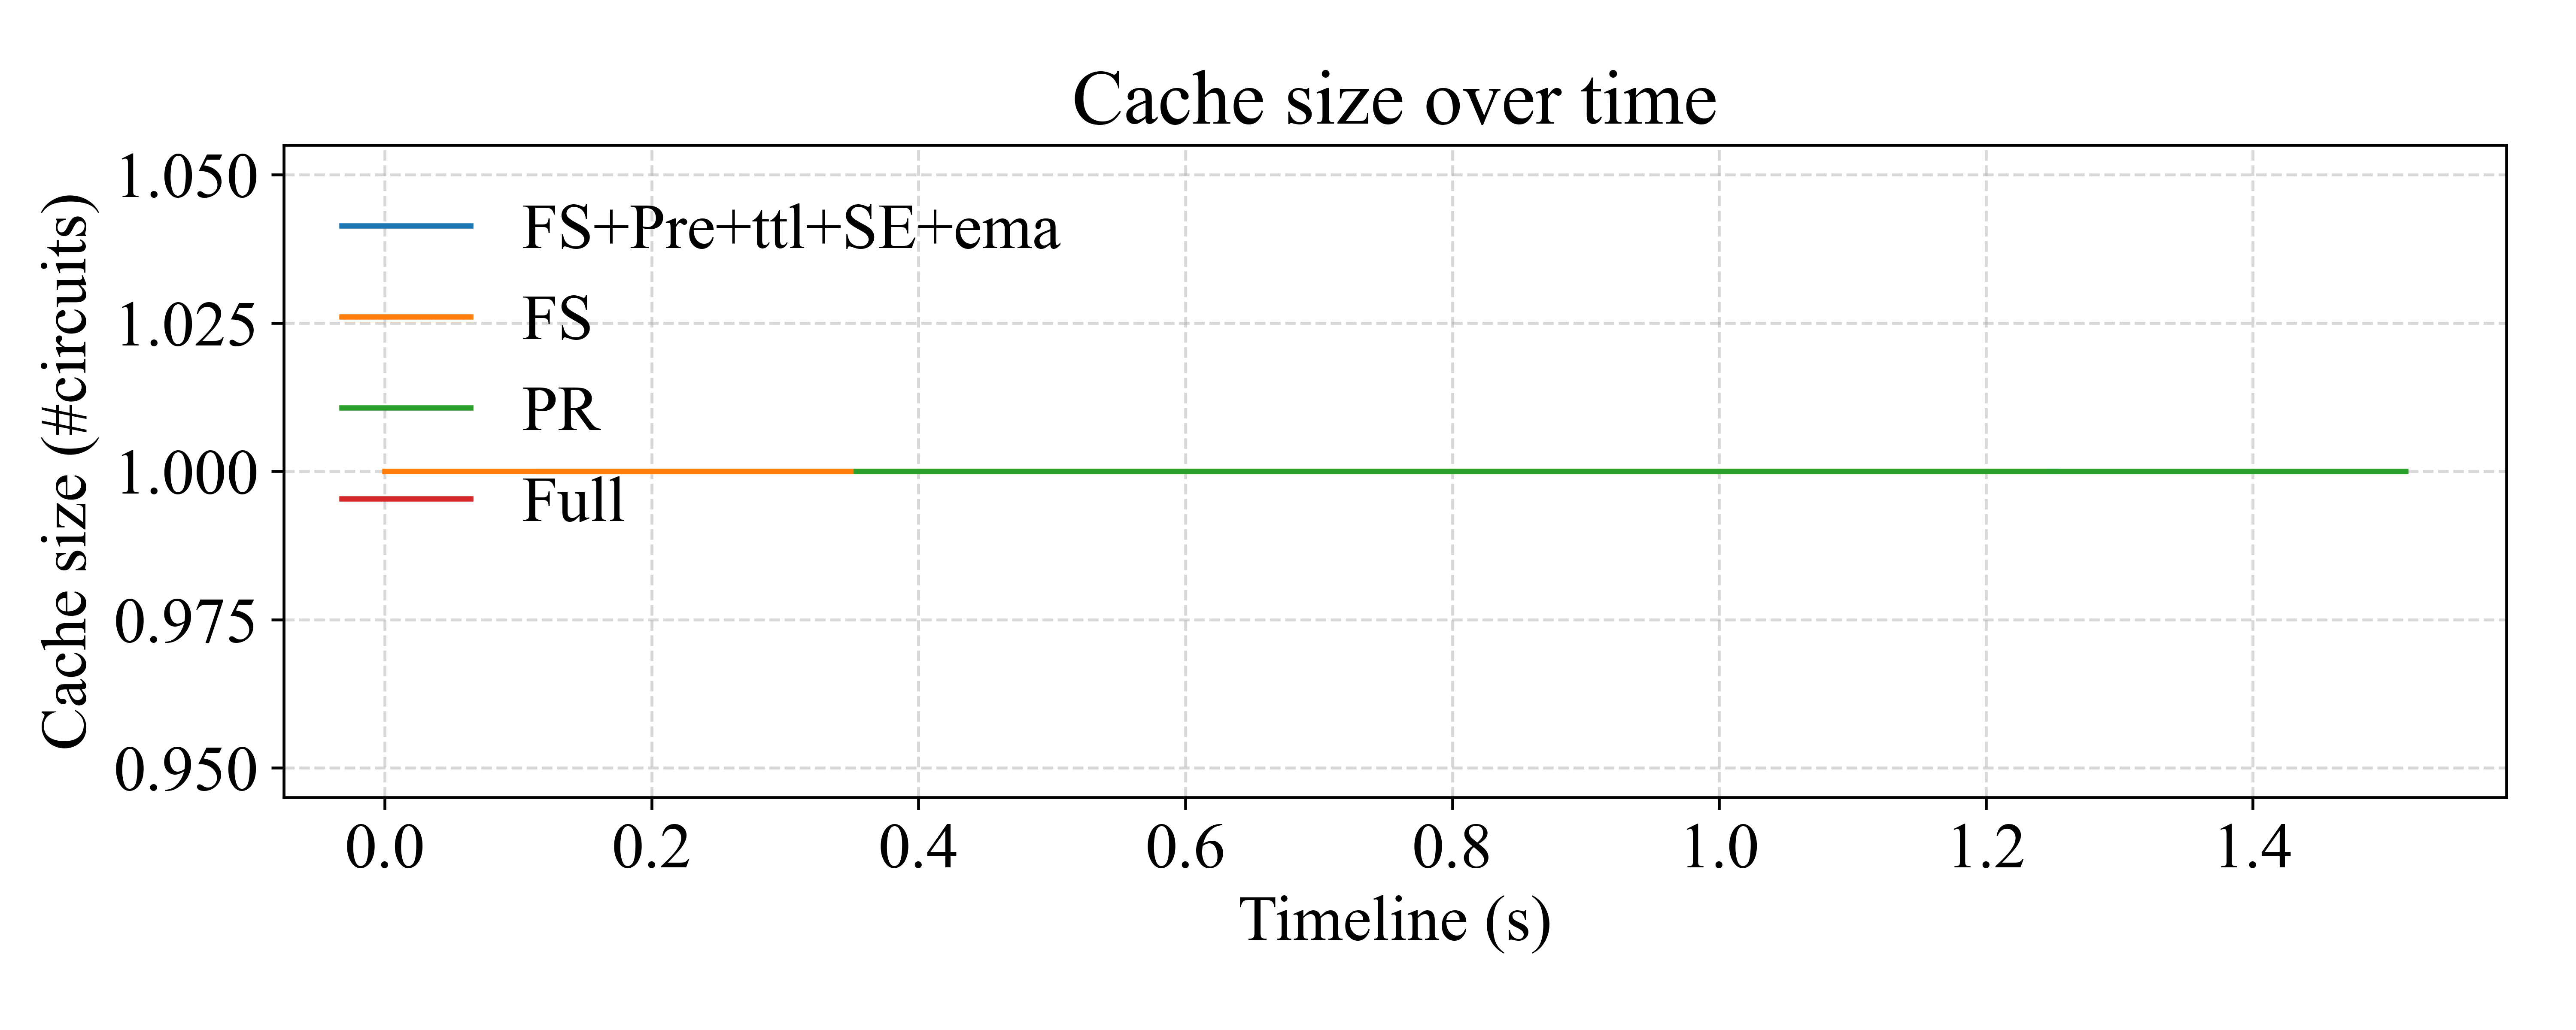 Cache size over time
Cache size (#circuits)
1.050
1.025
1.000
0.975
0.950
FS+Pre+ttl+SE+ema
FS
PR
Full
0.0 0.2 0.4 0.6 0.8 1.0 1.2 1.4
Timeline (s)